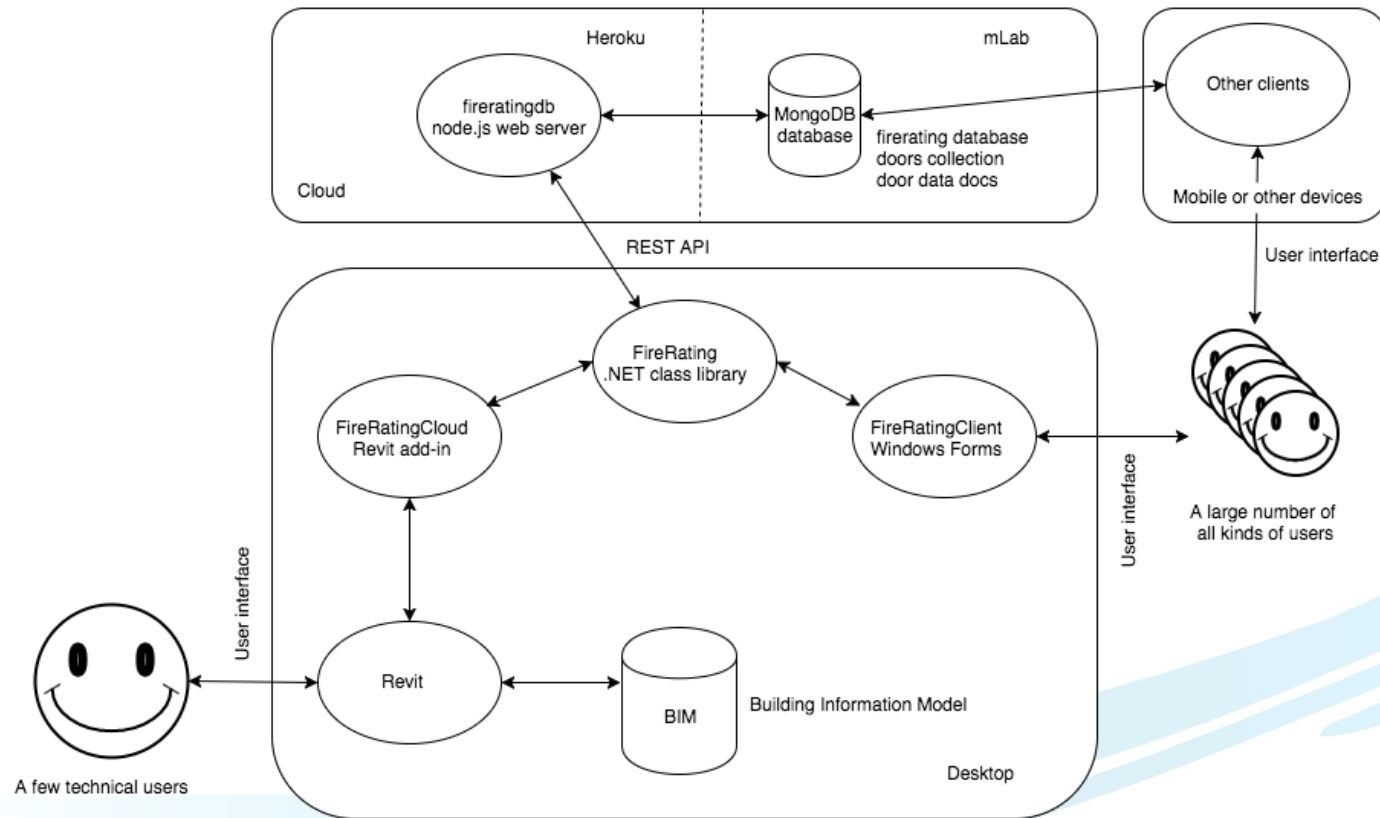 Heroku
mLab
fireratingdb
node.js web server
MongoDB
database
firerating database
doors collection
door data docs
Cloud
Other clients
Mobile or other devices
REST API
User interface
FireRating
.NET class library
FireRatingCloud
Revit add-in
FireRatingClient
Windows Forms
User interface
A large number of
all kinds of users
User interface
Revit
BIM
Building Information Model
Desktop
A few technical users